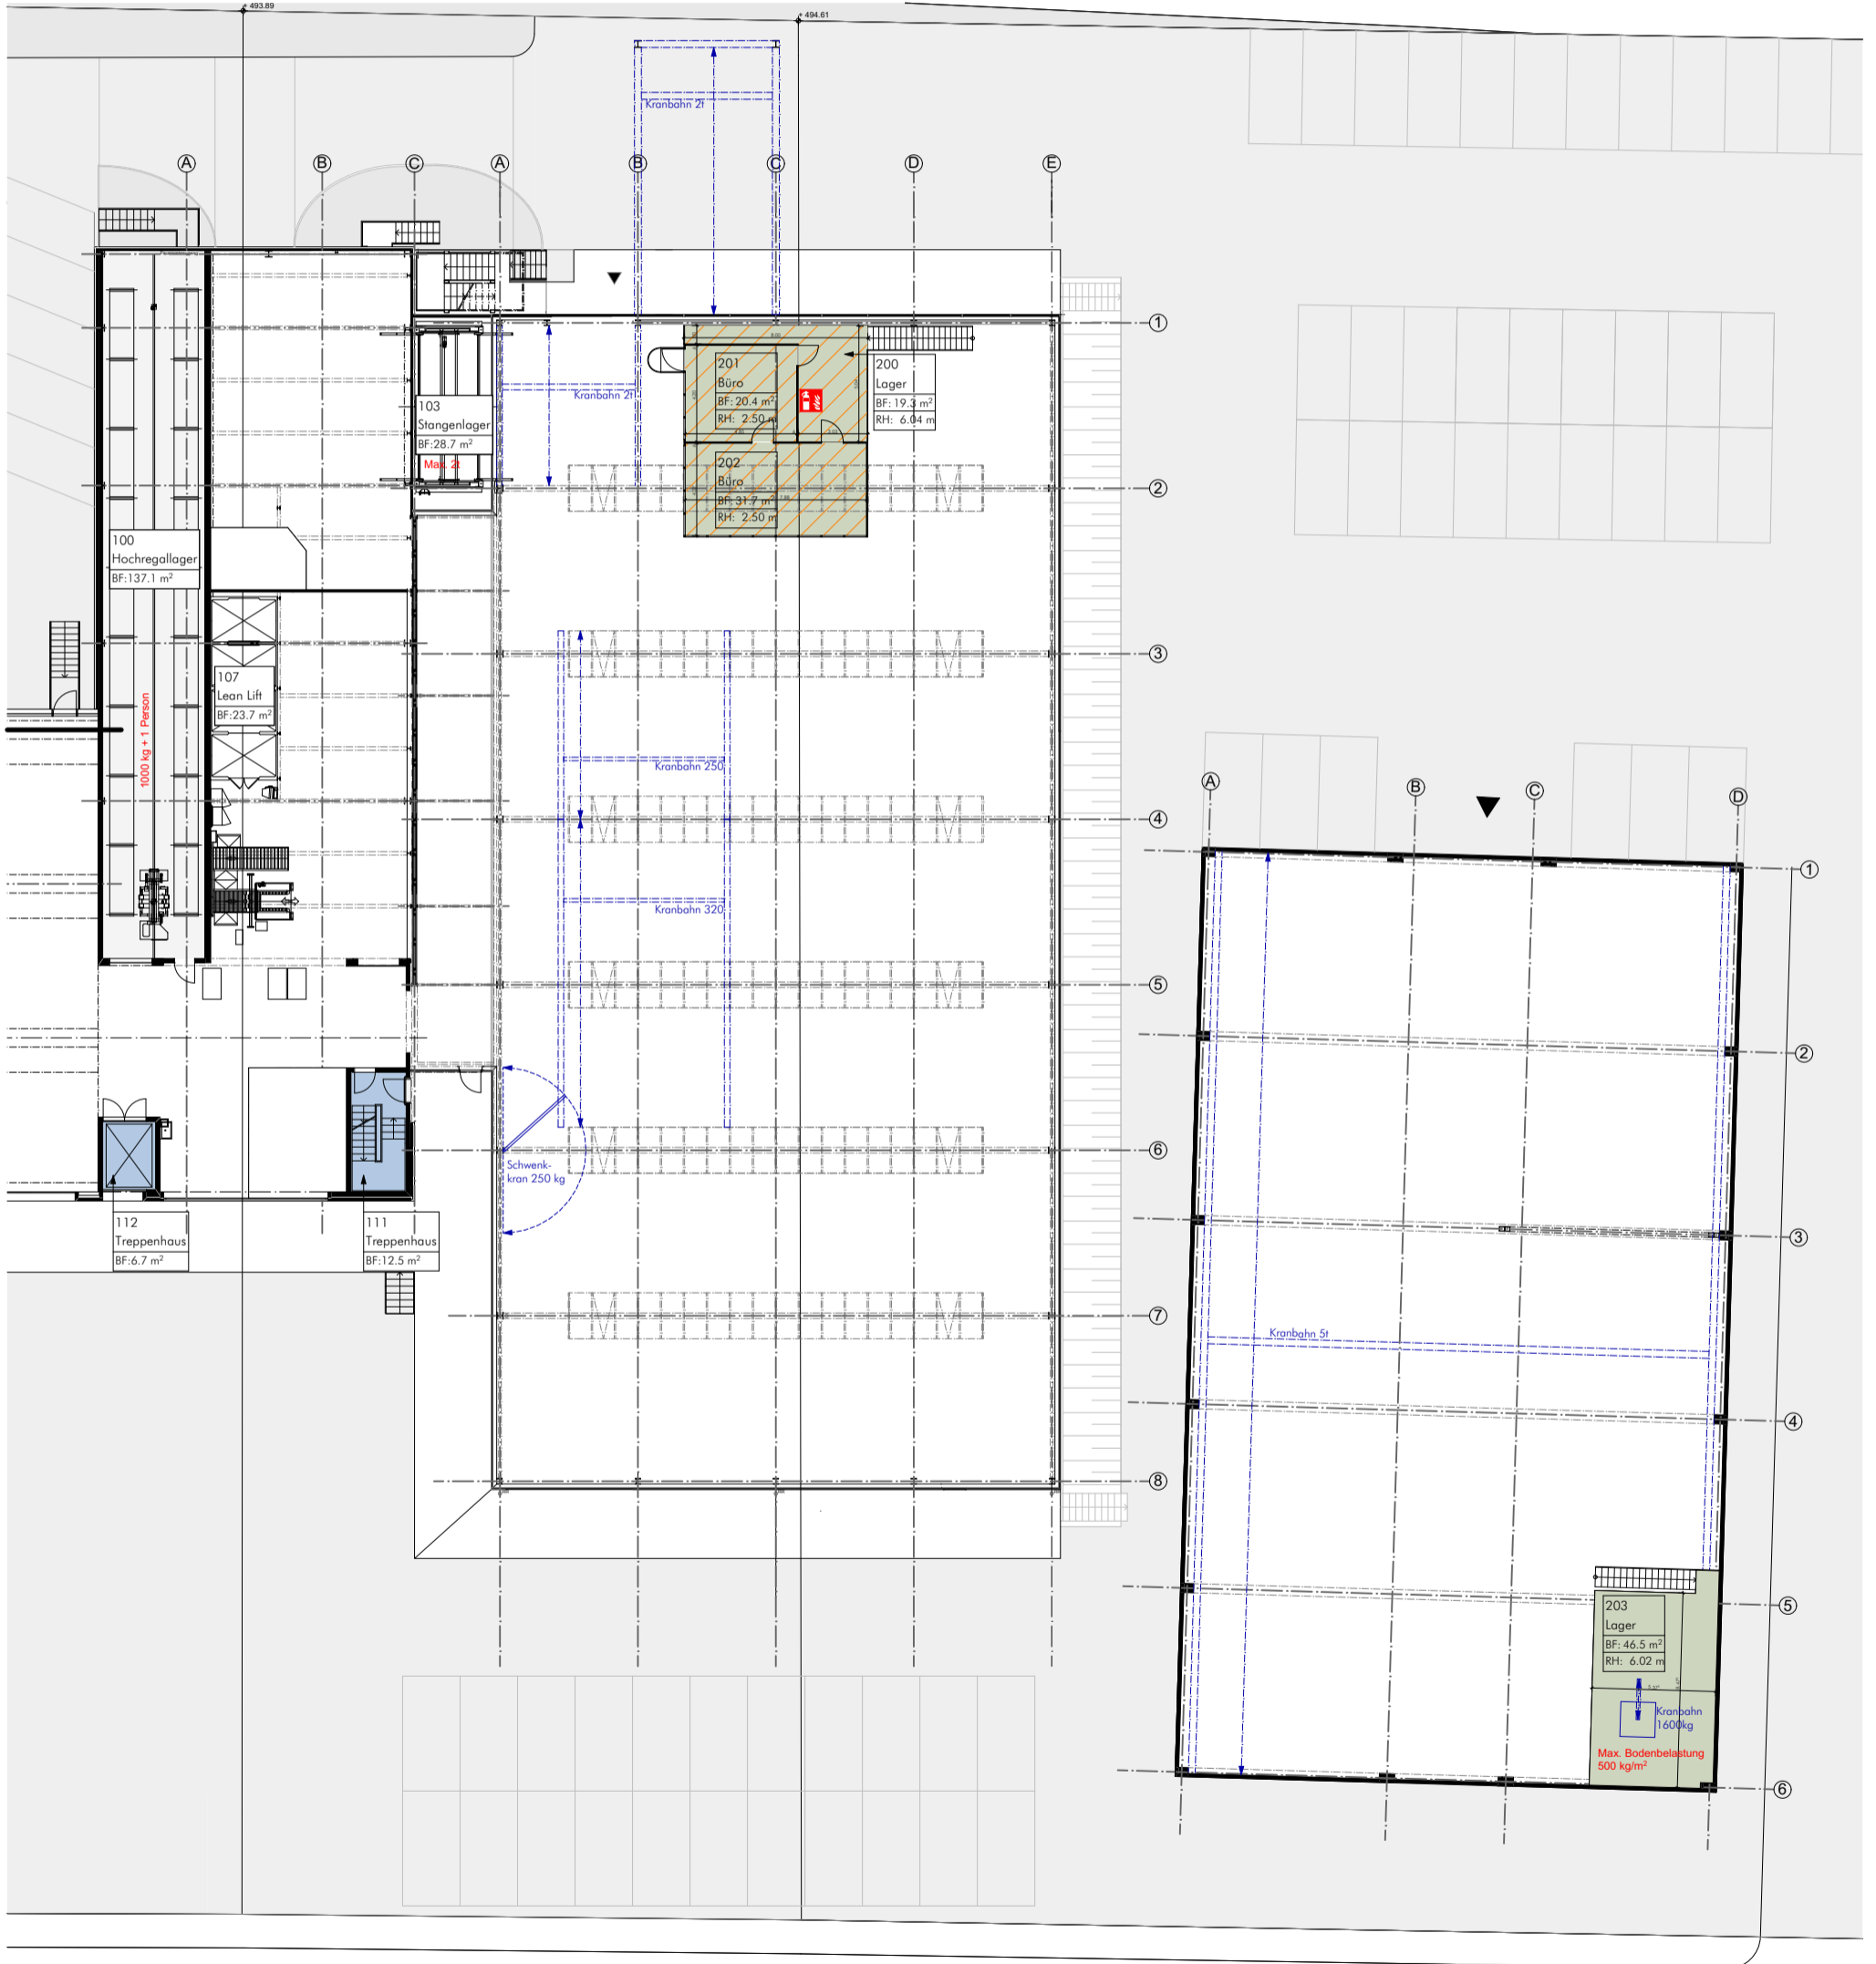 + 493.89
+ 494.61
Kranbahn 2t
A
B
C
A
B
C
D
E
1
201
Büro
BF: 20.4 m²
RH: 2.50 m
200
Lager
BF: 19.3 m²
RH: 6.04 m
Kranbahn 2t
103
Stangenlager
BF:28.7 m²
Max. 2t
202
Büro
BF: 31.7 m²
RH: 2.50 m
2
100
Hochregallager
BF:137.1 m²
3
107
Lean Lift
BF:23.7 m²
1000 kg + 1 Person
Kranbahn 250
4
Kranbahn 320
5
6
Schwenk-
kran 250 kg
112
Treppenhaus
BF:6.7 m²
111
Treppenhaus
BF:12.5 m²
7
8
A
B
C
D
1
2
3
Kranbahn 5t
4
5
203
Lager
BF: 46.5 m²
RH: 6.02 m
Kranbahn
1600kg
Max. Bodenbelastung
500 kg/m²
6